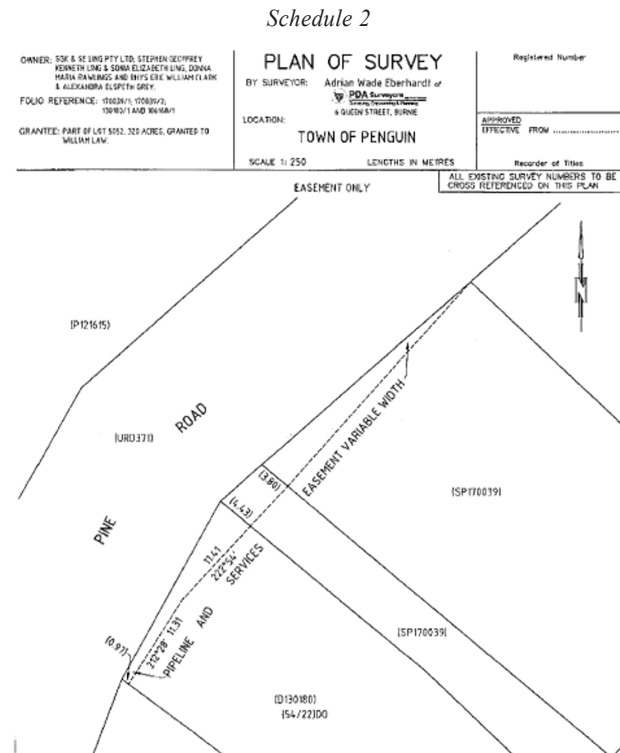 Schedule 2
OWNER: SGK & SE LING PTY LTD; STEPHEN GEOFFREY
KENNETH LING & SONIA ELIZABETH LING, DONNA
MARIA RAWLINGS AND RHYS ERIC WILLIAM CLARK
& ALEXANDRA ELSPETH GREY.
FOLIO REFERENCE: 170039/1; 170039/2;
130180/1 AND
GRANTEE: PART OF LOT 5052, 320 ACRES, GRANTED TO
WILLIAM LAW.
PLAN OF SURVEY
BY SURVEYOR: Adrian Wade Eberhardt of
PDA Surveyors
Surveying, Engineering & Planning
6 QUEEN STREET, BURNIE
LOCATION:
TOWN OF PENGUIN
SCALE 1: 250 LENGTHS IN METRES
Registered Number
APPROVED
EFFECTIVE FROM ....................
Recorder of Titles
ALL EXISTING SURVEY NUMBERS TO BE
CROSS REFERENCED ON THIS PLAN
EASEMENT ONLY
N
(P121615)
ROAD
(URD371)
PINE
EASEMENT VARIABLE WIDTH
(3.80)
(4.43)
(SP170039)
11.41
222°54'
SERVICES
212°28' 11.31
PIPELINE AND
(0.97)
(SP170039)
(D130180)
(54/22)DO